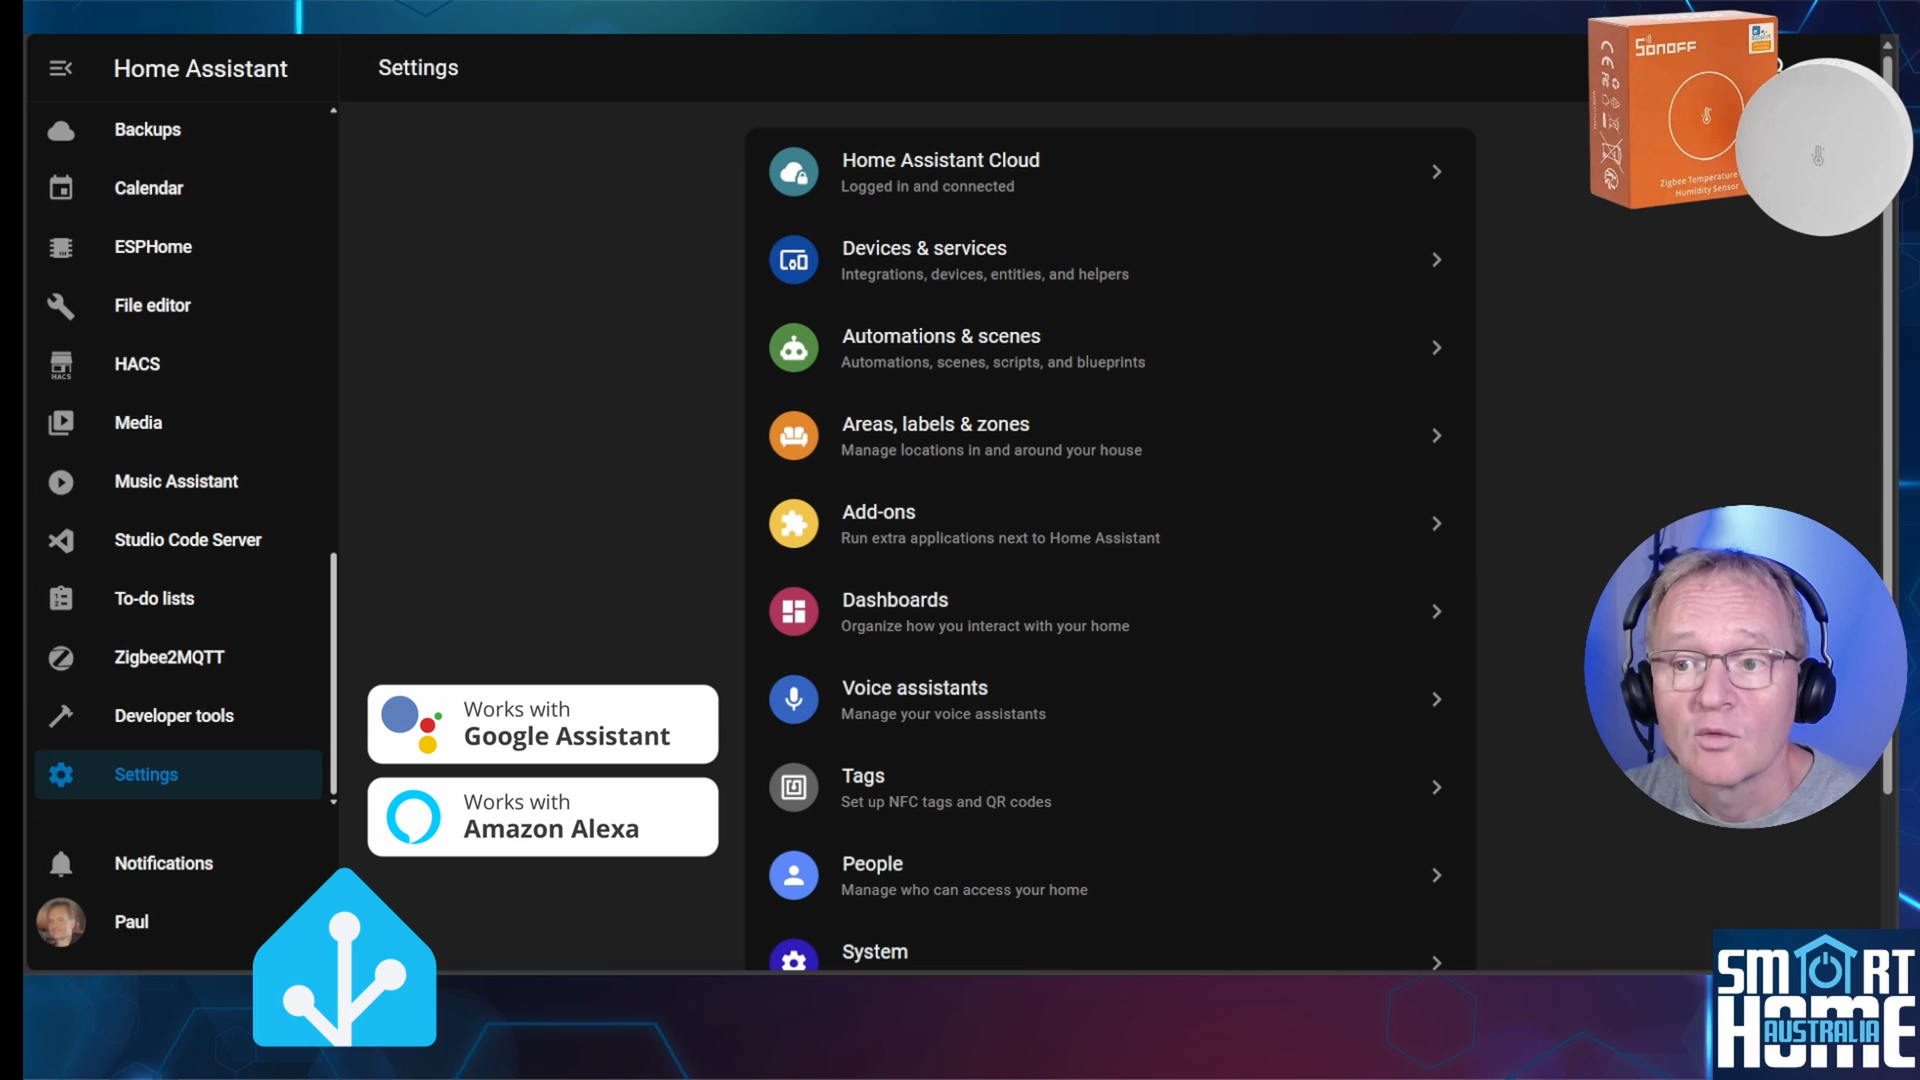 Home Assistant
Backups
Calendar
ESPHome
File editor
HACS
HACS
Media
Music Assistant
Studio Code Server
To-do lists
Zigbee2MQTT
Developer tools
Settings
Notifications
Paul
Settings
Home Assistant Cloud
Logged in and connected
Devices & services
Integrations, devices, entities, and helpers
Automations & scenes
Automations, scenes, scripts, and blueprints
Areas, labels & zones
Manage locations in and around your house
Add-ons
Run extra applications next to Home Assistant
Dashboards
Organize how you interact with your home
Voice assistants
Manage your voice assistants
Tags
Set up NFC tags and QR codes
People
Manage who can access your home
System
Works with
Google Assistant
Works with
Amazon Alexa
SONOFF
Zigbee Temperature
Humidity Sensor
SMART
HOME
AUSTRALIA